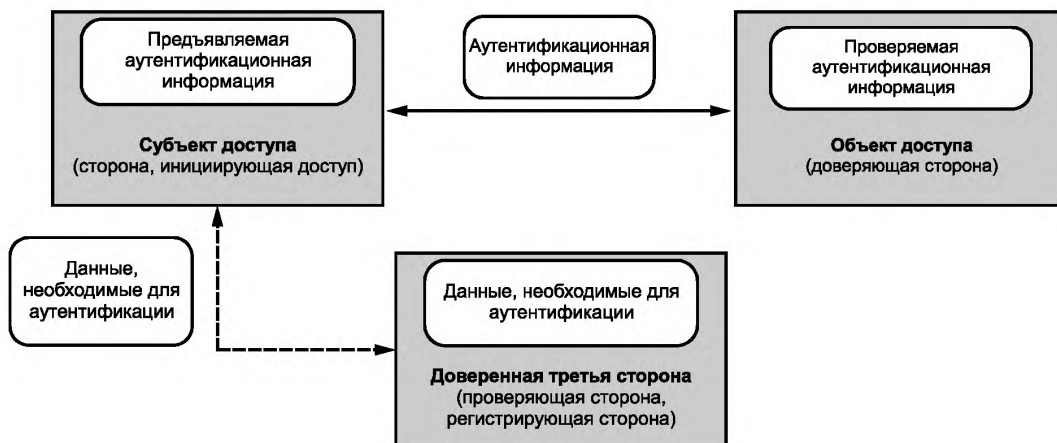 Предъявляемая
аутентификационная
информация
Субъект доступа
(сторона, инициирующая доступ)
Аутентификационная
информация
Проверяемая
аутентификационная
информация
Объект доступа
(доверяющая сторона)
Данные,
необходимые для
аутентификации
Данные, необходимые для
аутентификации
Доверенная третья сторона
(проверяющая сторона,
регистрирующая сторона)